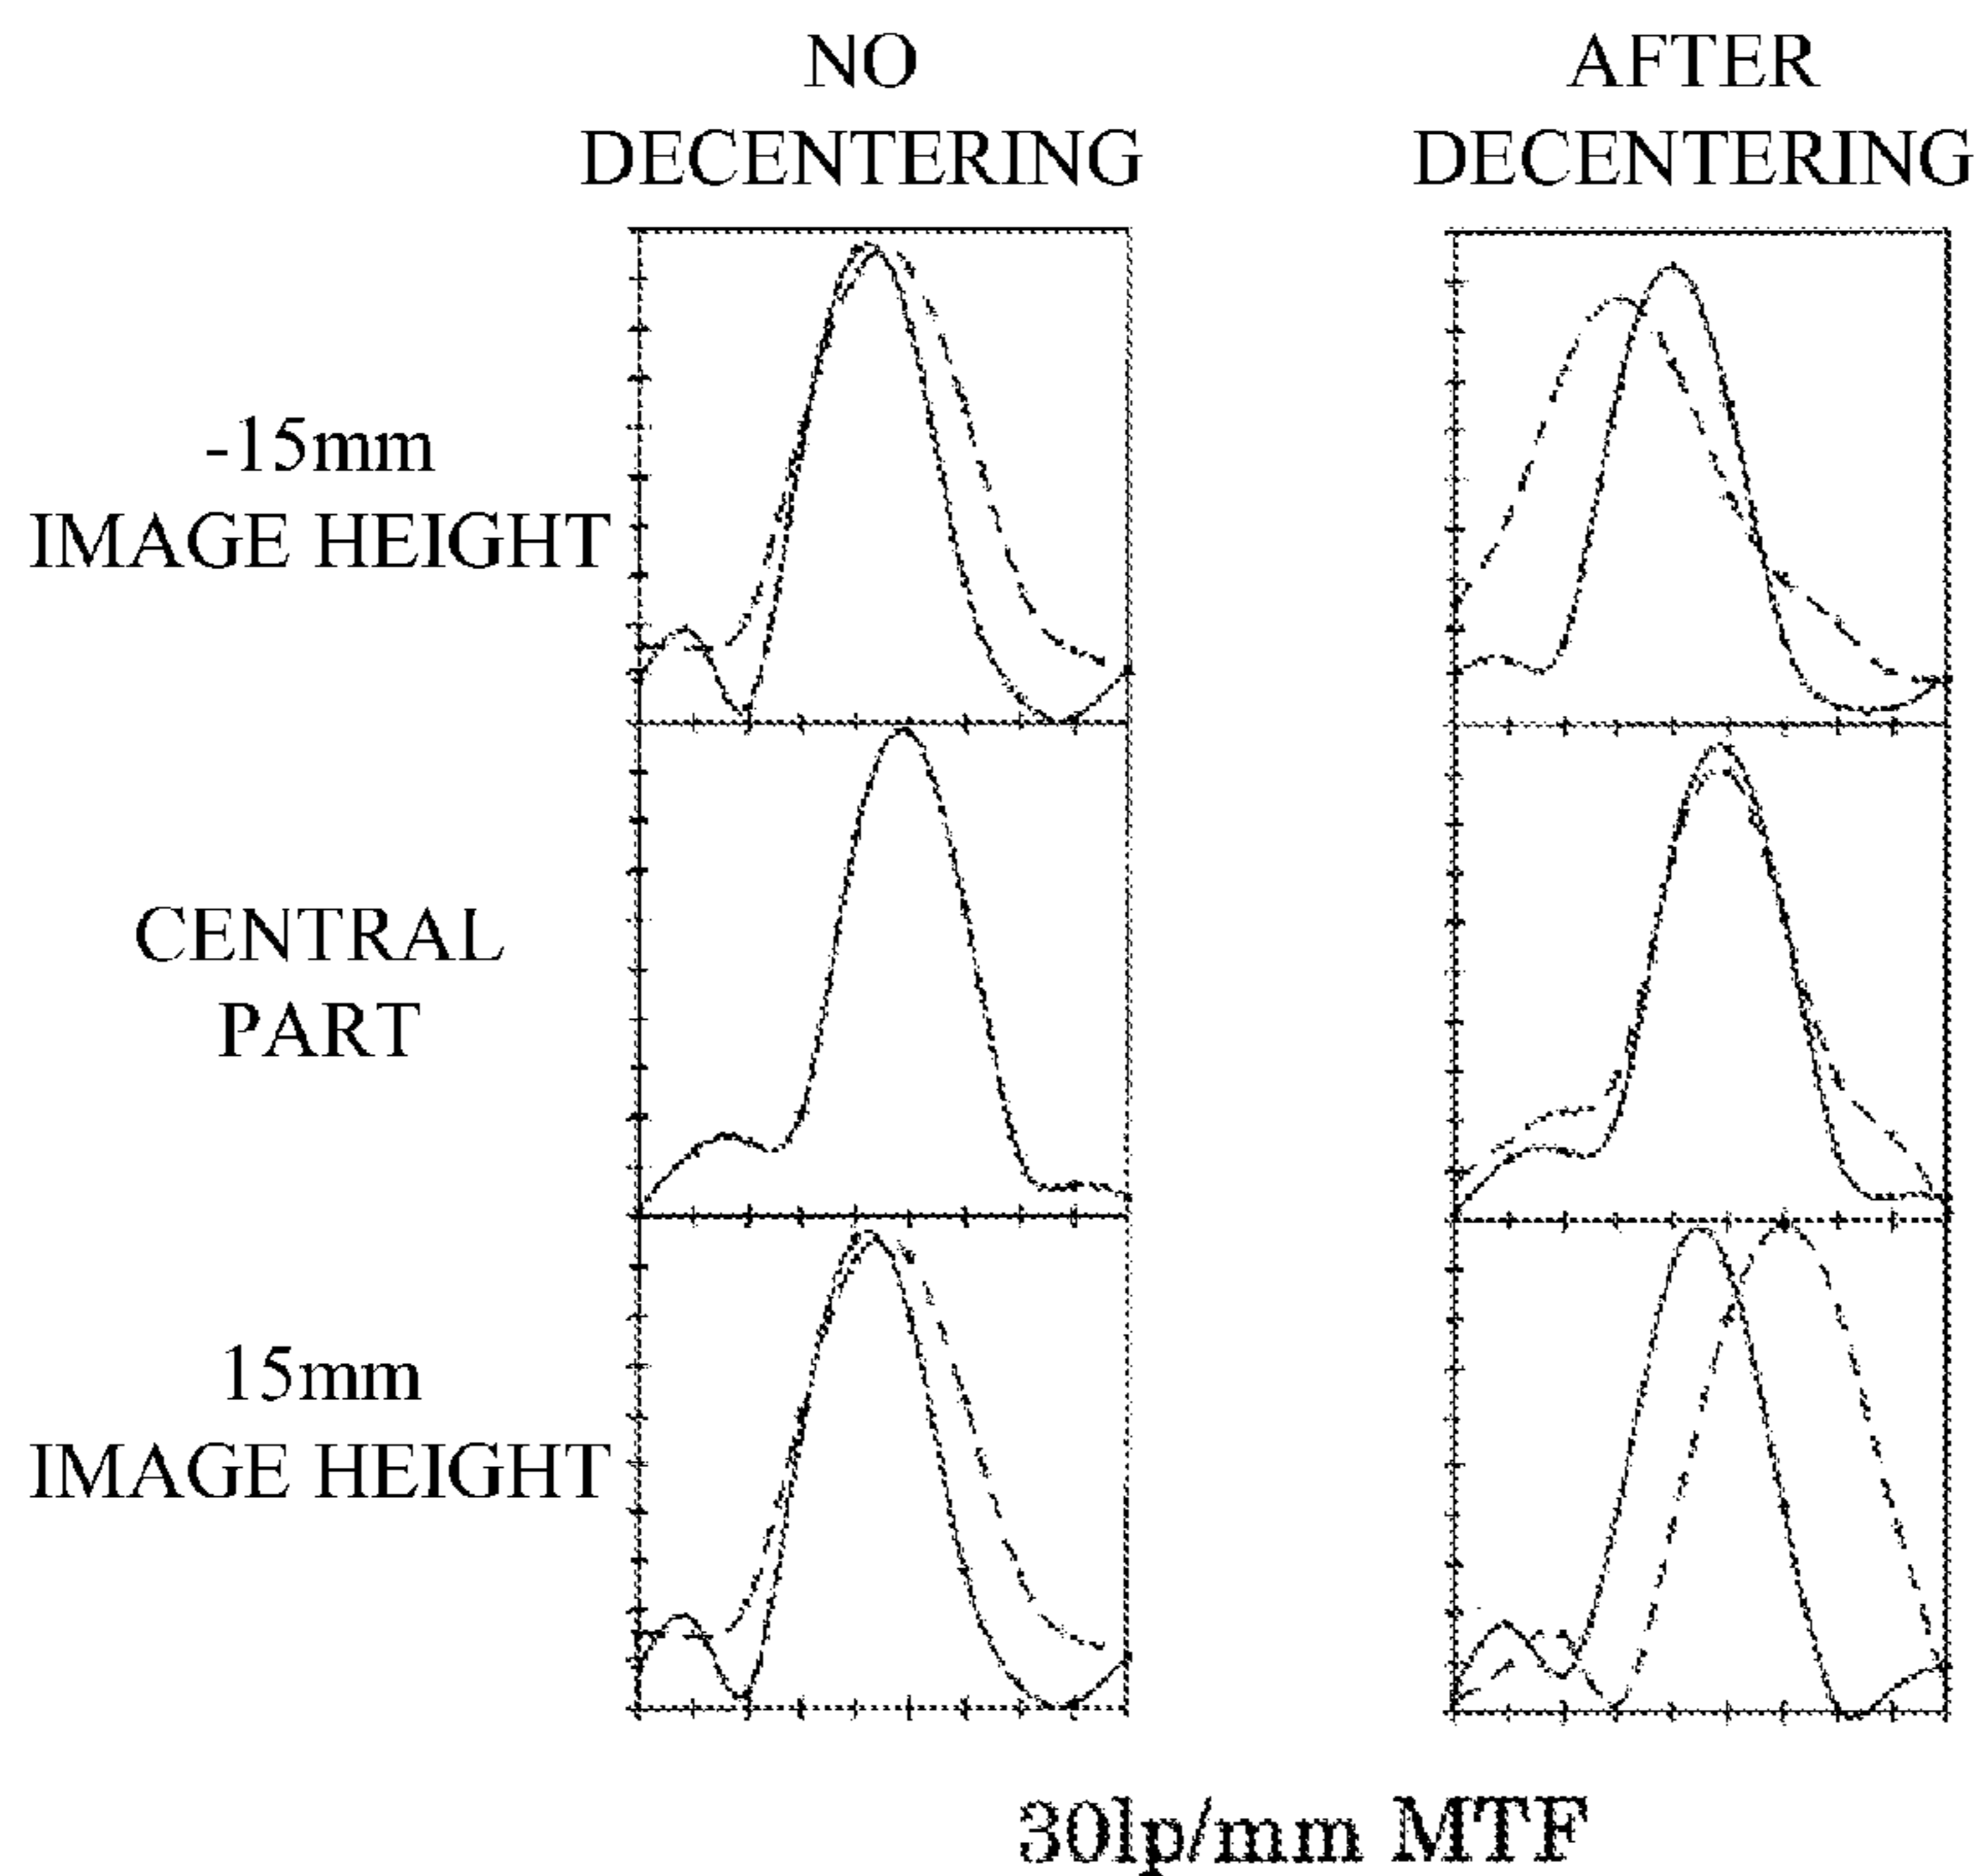 NO
DECENTERING
AFTER
DECENTERING
-15mm
IMAGE HEIGHT
CENTRAL
PART
15mm
IMAGE HEIGHT
30lp/mm MTF